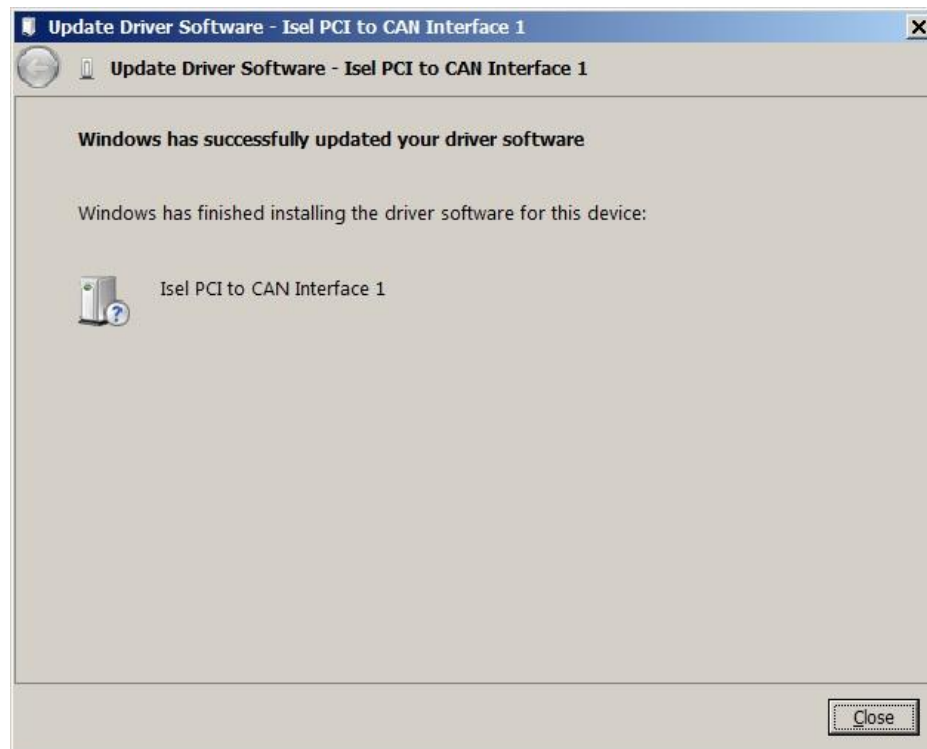 Update Driver Software - Isel PCI to CAN Interface 1
Update Driver Software - Isel PCI to CAN Interface 1
Windows has successfully updated your driver software
Windows has finished installing the driver software for this device:
Isel PCI to CAN Interface 1
Close